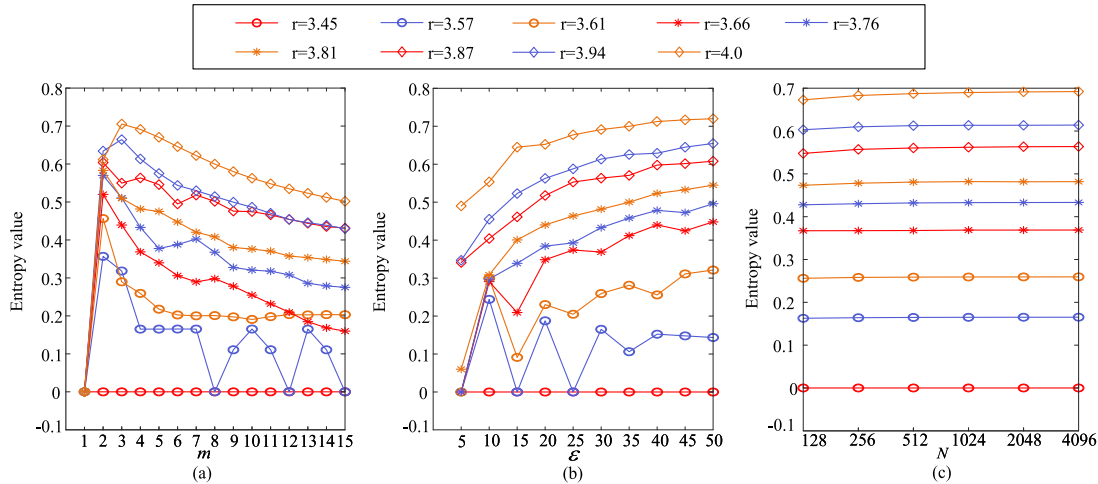 r=3.45 r=3.57 r=3.61 r=3.66 r=3.76
r=3.81 r=3.87 r=3.94 r=4.0
Entropy value
0.8
0.7
0.6
0.5
0.4
0.3
0.2
0.1
0
-0.1
1 2 3 4 5 6 7 8 9 10 11 12 13 14 15
m
(a)
Entropy value
0.8
0.7
0.6
0.5
0.4
0.3
0.2
0.1
0
-0.1
5 10 15 20 25 30 35 40 45 50
ε
(b)
Entropy value
0.7
0.6
0.5
0.4
0.3
0.2
0.1
0
-0.1
128 256 512 1024 2048 4096
N
(c)